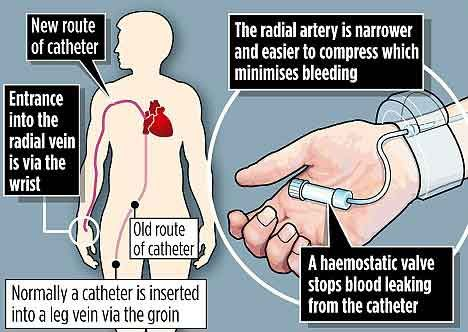 New route
of catheter
Entrance
into the
radial vein
is via the
wrist
Old route
of catheter
Normally a catheter is inserted
into a leg vein via the groin
The radial artery is narrower
and easier to compress which
minimises bleeding
A haemostatic valve
stops blood leaking
from the catheter